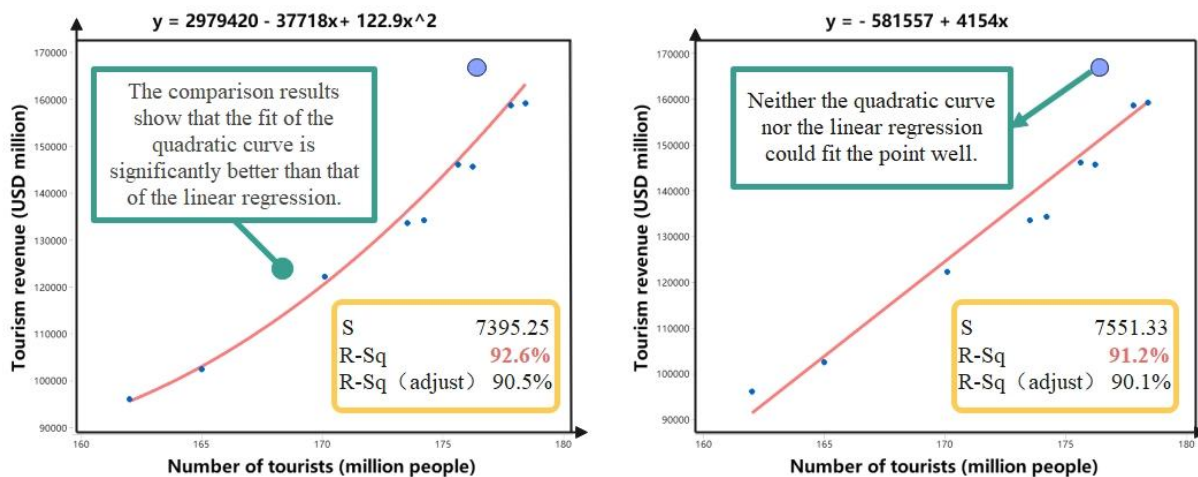 y = 2979420 - 37718x+ 122.9x^2
Tourism revenue (USD million)
170000
160000
150000
140000
130000
120000
110000
100000
90000
The comparison results
show that the fit of the
quadratic curve is
significantly better than that
of the linear regression.
S 7395.25
R-Sq 92.6%
R-Sq（adjust） 90.5%
160 165 170 175 180
Number of tourists (million people)
y = - 581557 + 4154x
Tourism revenue (USD million)
170000
160000
150000
140000
130000
120000
110000
100000
90000
Neither the quadratic curve
nor the linear regression
could fit the point well.
S 7551.33
R-Sq 91.2%
R-Sq（adjust） 90.1%
160 165 170 175 180
Number of tourists (million people)